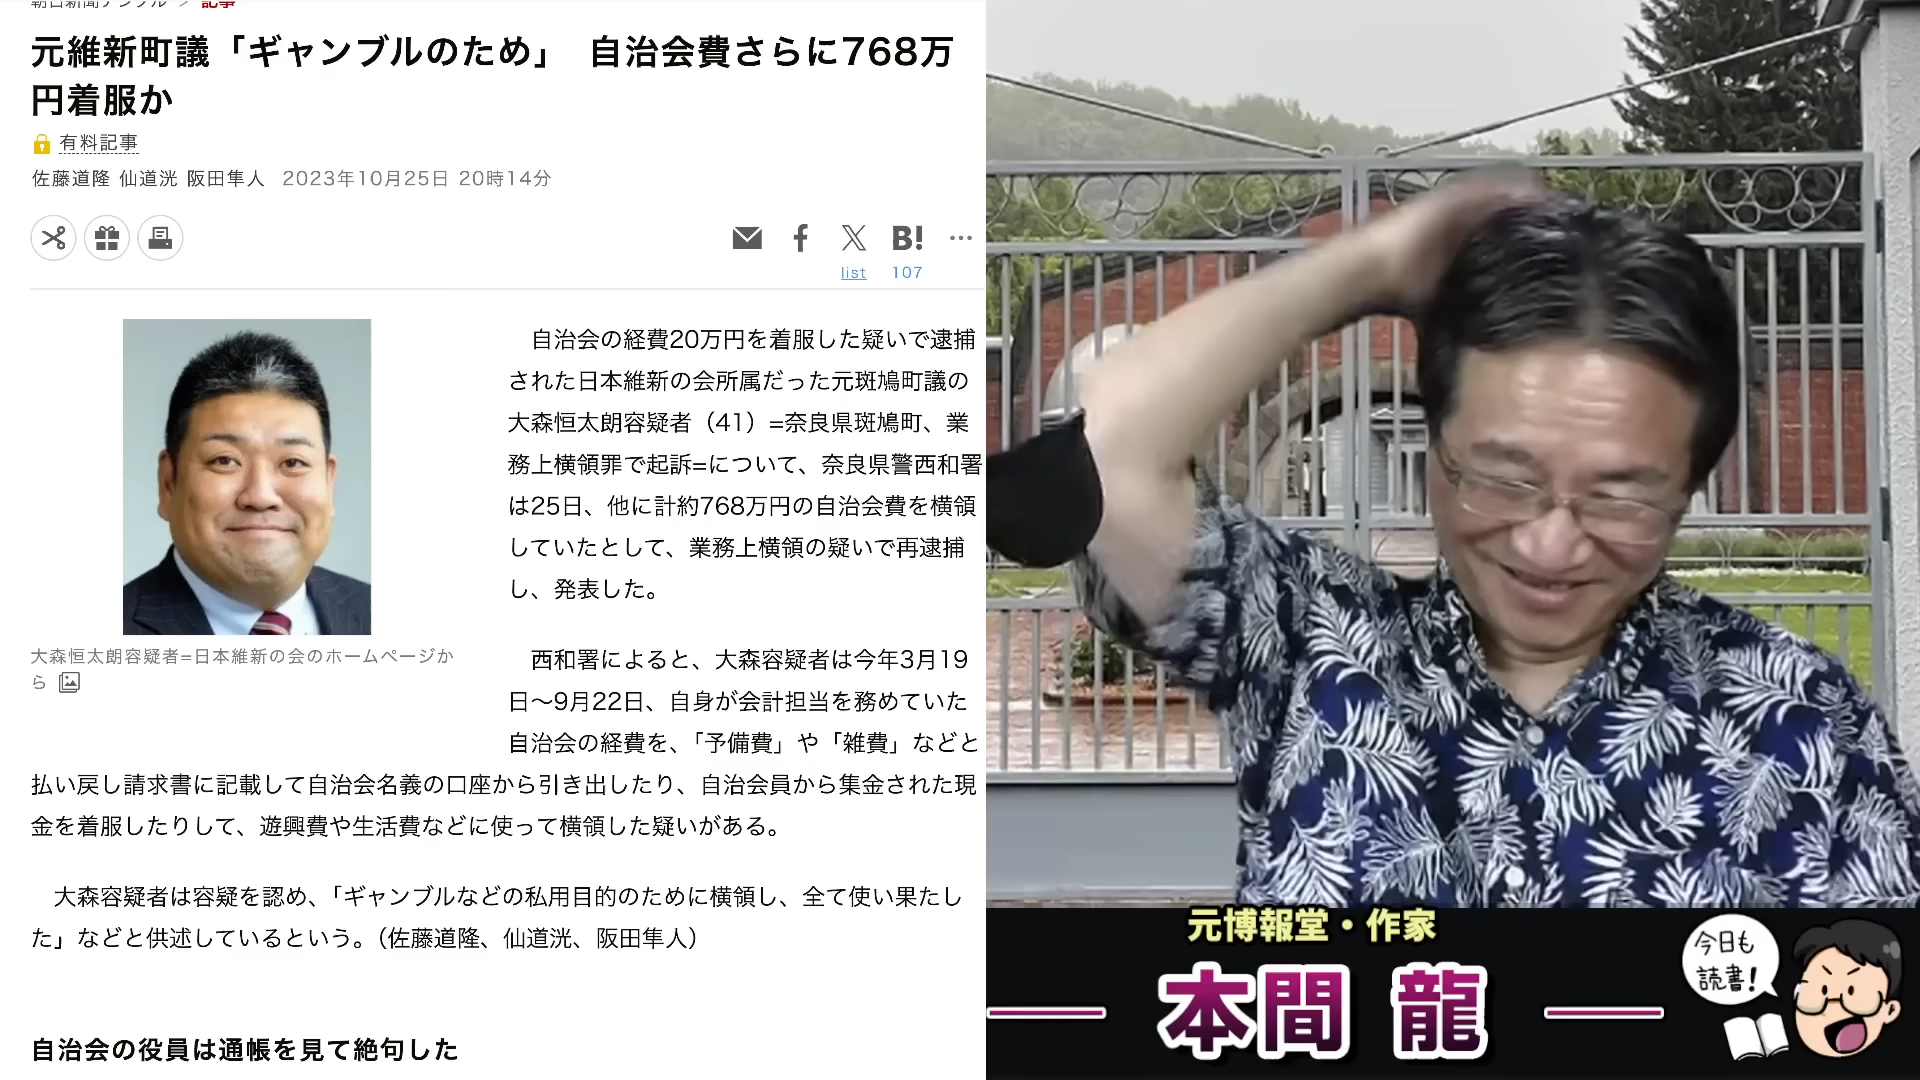 朝日新聞デジタル > 記事
元維新町議「ギャンブルのため」　自治会費さらに768万
円着服か
有料記事
佐藤道隆 仙道洸 阪田隼人　2023年10月25日 20時14分
list 107
B!
自治会の経費20万円を着服した疑いで逮捕
された日本維新の会所属だった元斑鳩町議の
大森恒太朗容疑者（41）=奈良県斑鳩町、業
務上横領罪で起訴=について、奈良県警西和署
は25日、他に計約768万円の自治会費を横領
していたとして、業務上横領の疑いで再逮捕
し、発表した。
大森恒太朗容疑者=日本維新の会のホームページか
ら
西和署によると、大森容疑者は今年3月19
日〜9月22日、自身が会計担当を務めていた
自治会の経費を、「予備費」や「雑費」などと
払い戻し請求書に記載して自治会名義の口座から引き出したり、自治会員から集金された現
金を着服したりして、遊興費や生活費などに使って横領した疑いがある。
大森容疑者は容疑を認め、「ギャンブルなどの私用目的のために横領し、全て使い果たし
た」などと供述しているという。（佐藤道隆、仙道洸、阪田隼人）
自治会の役員は通帳を見て絶句した
元博報堂・作家
本間 龍
今日も
読書!